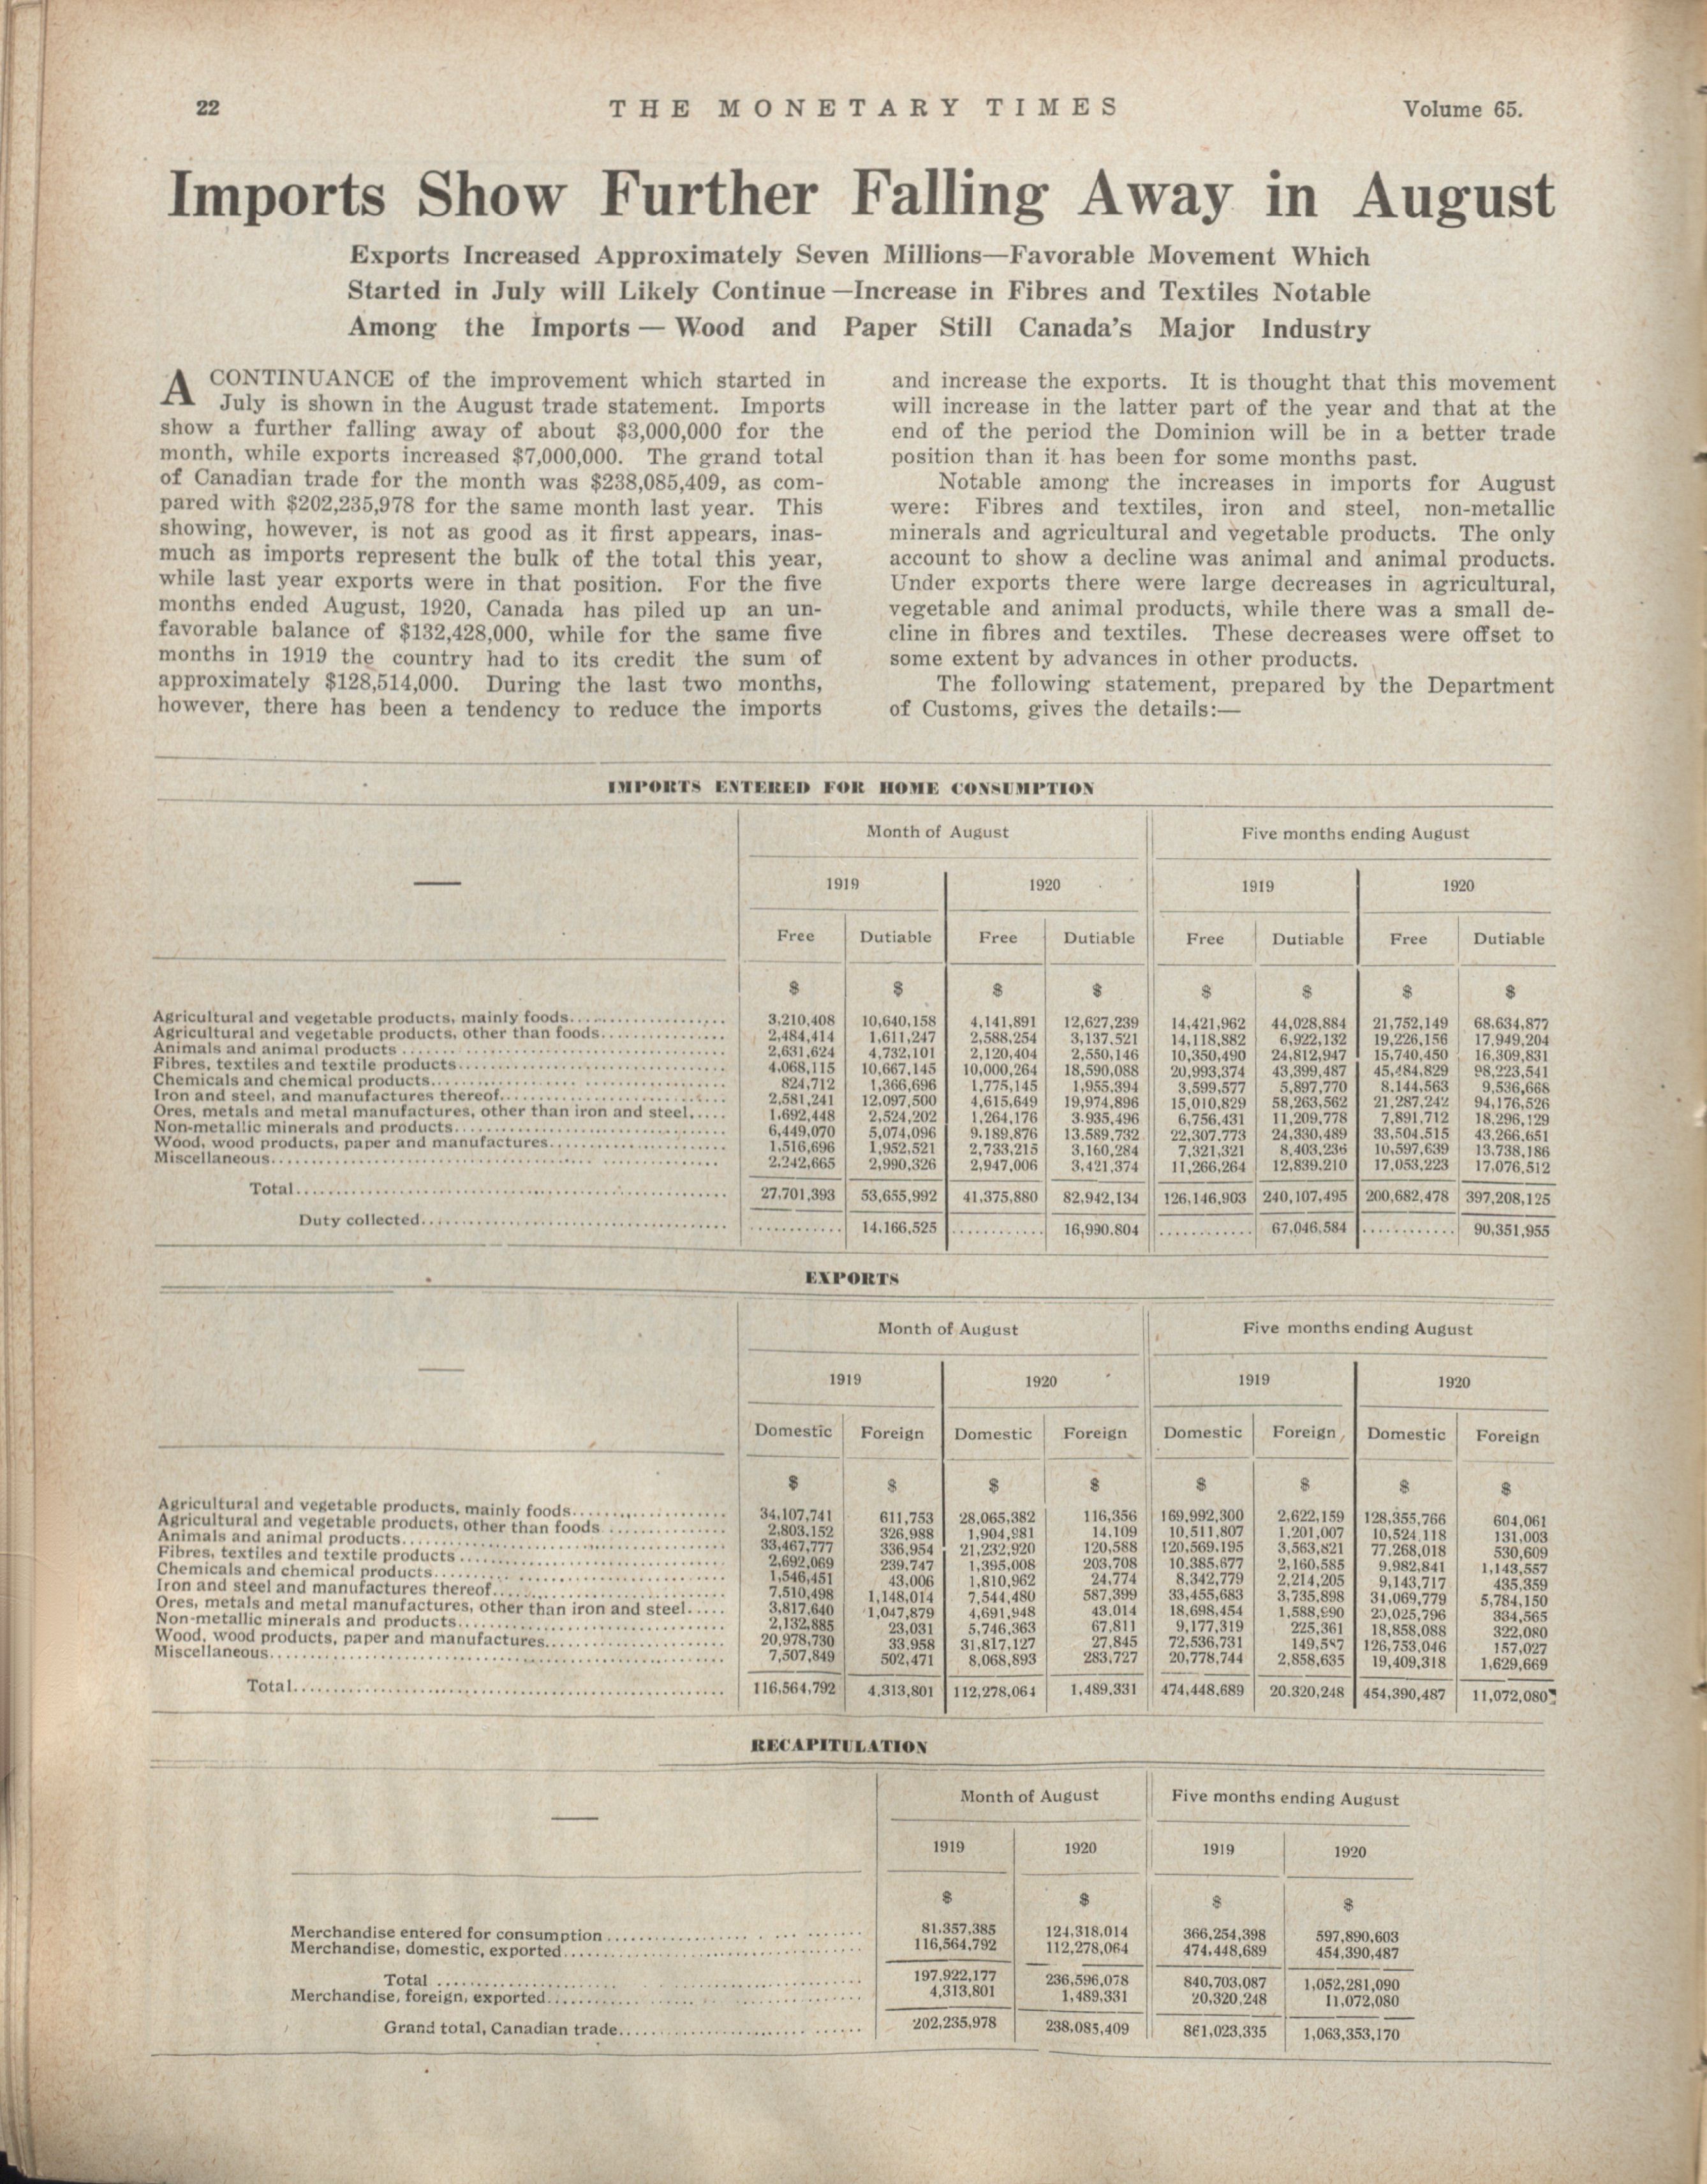 22
THE MONETARY TIMES
Volume 65.
Imports Show Further Falling Away in August
Exports Increased Approximately Seven Millions—Favorable Movement Which
Started in July will Likely Continue—Increase in Fibres and Textiles Notable
Among the Imports — Wood and Paper Still Canada's Major Industry
A CONTINUANCE of the improvement which started in
July is shown in the August trade statement. Imports
show a further falling away of about $3,000,000 for the
month, while exports increased $7,000,000. The grand total
of Canadian trade for the month was $238,085,409, as com-
pared with $202,235,978 for the same month last year. This
showing, however, is not as good as it first appears, inas-
much as imports represent the bulk of the total this year,
while last year exports were in that position. For the five
months ended August, 1920, Canada has piled up an un-
favorable balance of $132,428,000, while for the same five
months in 1919 the country had to its credit the sum of
approximately $128,514,000. During the last two months,
however, there has been a tendency to reduce the imports
and increase the exports. It is thought that this movement
will increase in the latter part of the year and that at the
end of the period the Dominion will be in a better trade
position than it has been for some months past.
Notable among the increases in imports for August
were: Fibres and textiles, iron and steel, non-metallic
minerals and agricultural and vegetable products. The only
account to show a decline was animal and animal products.
Under exports there were large decreases in agricultural,
vegetable and animal products, while there was a small de-
cline in fibres and textiles. These decreases were offset to
some extent by advances in other products.
The following statement, prepared by the Department
of Customs, gives the details:—
IMPORTS ENTERED FOR HOME CONSUMPTION
Month of August Five months ending August
1919 1920 1919 1920
Free Dutiable Free Dutiable Free Dutiable Free Dutiable
$ $ $ $ $ $ $ $
Agricultural and vegetable products, mainly foods 3,210,408 10,640,158 4,141,891 12,627,239 14,421,962 44,028,884 21,752,149 68,634,877
Agricultural and vegetable products, other than foods 2,484,414 1,611,247 2,588,254 3,137,521 14,118,882 6,922,132 19,226,156 17,949,204
Animals and animal products 2,631,624 4,732,101 2,120,404 2,550,146 10,350,490 24,812,947 15,740,450 16,309,831
Fibres, textiles and textile products 4,068,115 10,667,145 10,000,264 18,590,088 20,993,374 43,399,487 45,484,829 98,223,541
Chemicals and chemical products 824,712 1,366,696 1,775,145 1,955,394 3,599,577 5,897,770 8,144,563 9,536,668
Iron and steel, and manufactures thereof 2,581,241 12,097,500 4,615,649 19,974,896 15,010,829 58,263,562 21,287,242 94,176,526
Ores, metals and metal manufactures, other than iron and steel 1,692,448 2,524,202 1,264,176 3,935,496 6,756,431 11,209,778 7,891,712 18,296,129
Non-metallic minerals and products 6,449,070 5,074,096 9,189,876 13,589,732 22,307,773 24,330,489 33,504,515 43,266,651
Wood, wood products, paper and manufactures 1,516,696 1,952,521 2,733,215 3,160,284 7,321,321 8,403,236 10,597,639 13,738,186
Miscellaneous 2,242,665 2,990,326 2,947,006 3,421,374 11,266,264 12,839,210 17,053,223 17,076,512
Total 27,701,393 53,655,992 41,375,880 82,942,134 126,146,903 240,107,495 200,682,478 397,208,125
Duty collected 14,166,525 16,990,804 67,046,584 90,351,955
EXPORTS
Month of August Five months ending August
1919 1920 1919 1920
Domestic Foreign Domestic Foreign Domestic Foreign Domestic Foreign
$ $ $ $ $ $ $ $
Agricultural and vegetable products, mainly foods 34,107,741 611,753 28,065,382 116,356 169,992,300 2,622,159 128,355,766 604,061
Agricultural and vegetable products, other than foods 2,803,152 326,988 1,904,981 14,109 10,511,807 1,201,007 10,524,118 131,003
Animals and animal products 33,467,777 336,954 21,232,920 120,588 120,569,195 3,563,821 77,268,018 530,609
Fibres, textiles and textile products 2,692,069 239,747 1,395,008 203,708 10,385,677 2,160,585 9,982,841 1,143,557
Chemicals and chemical products 1,546,451 43,006 1,810,962 24,774 8,342,779 2,214,205 9,143,717 435,359
Iron and steel and manufactures thereof 7,510,498 1,148,014 7,544,480 587,399 33,455,683 3,735,898 31,069,779 5,784,150
Ores, metals and metal manufactures, other than iron and steel 3,817,640 1,047,879 4,691,948 43,014 18,698,454 1,588,990 23,025,796 334,565
Non-metallic minerals and products 2,132,885 23,031 5,746,363 67,811 9,177,319 225,361 18,858,088 322,080
Wood, wood products, paper and manufactures 20,978,730 33,958 31,817,127 27,845 72,536,731 149,587 126,753,046 157,027
Miscellaneous 7,507,849 502,471 8,068,893 283,727 20,778,744 2,858,635 19,409,318 1,629,669
Total 116,564,792 4,313,801 112,278,064 1,489,331 474,448,689 20,320,248 454,390,487 11,072,080
RECAPITULATION
Month of August Five months ending August
1919 1920 1919 1920
$ $ $ $
Merchandise entered for consumption 81,357,385 124,318,014 366,254,398 597,890,603
Merchandise, domestic, exported 116,564,792 112,278,064 474,448,689 454,390,487
Total 197,922,177 236,596,078 840,703,087 1,052,281,090
Merchandise, foreign, exported 4,313,801 1,489,331 20,320,248 11,072,080
Grand total, Canadian trade 202,235,978 238,085,409 861,023,335 1,063,353,170